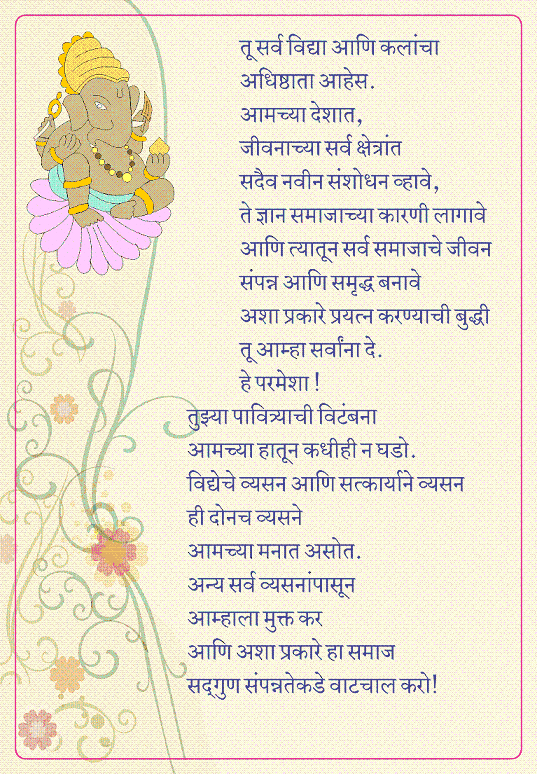 तू सर्व विद्या आणि कलांचा
अधिष्ठाता आहेस.
आमच्या देशात,
जीवनाच्या सर्व क्षेत्रांत
सदैव नवीन संशोधन व्हावे,
ते ज्ञान समाजाच्या कारणी लागावे
आणि त्यातून सर्व समाजाचे जीवन
संपन्न आणि समृद्ध बनावे
अशा प्रकारे प्रयत्न करण्याची बुद्धी
तू आम्हा सर्वांना दे.
हे परमेशा !
तुझ्या पावित्र्याची विटंबना
आमच्या हातून कधीही न घडो.
विद्येचे व्यसन आणि सत्कार्याने व्यसन
ही दोनच व्यसने
आमच्या मनात असोत.
अन्य सर्व व्यसनांपासून
आम्हाला मुक्त कर
आणि अशा प्रकारे हा समाज
सद्‌गुण संपन्नतेकडे वाटचाल करो!